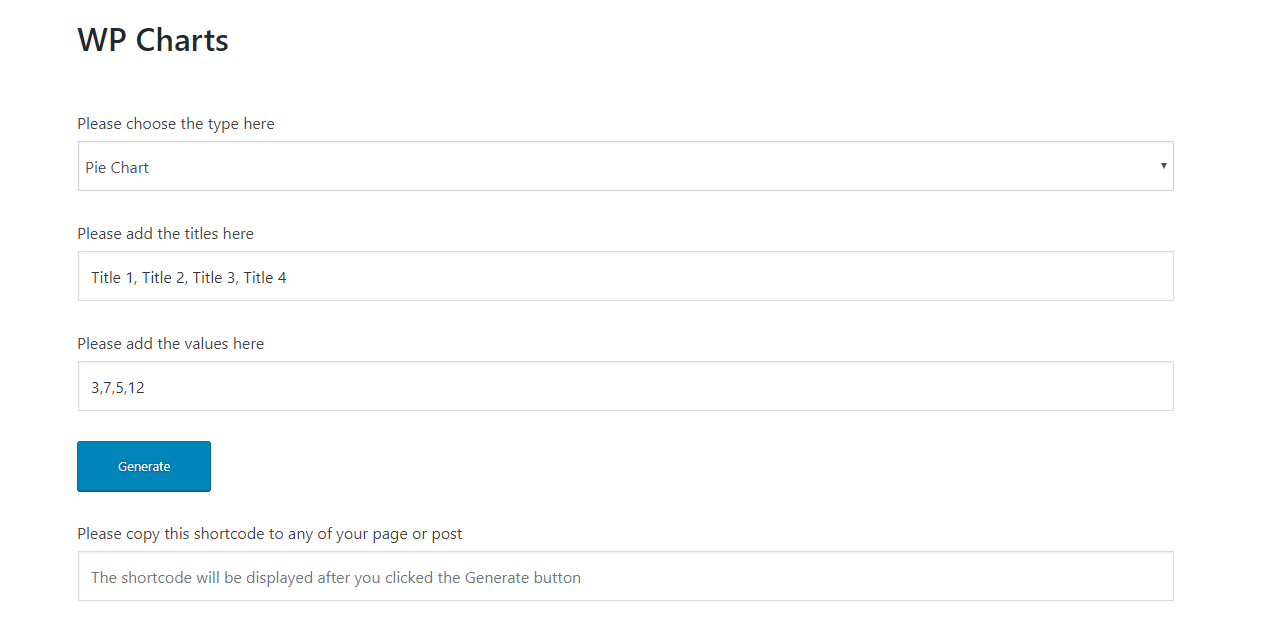 WP Charts
Please choose the type here
Pie Chart
Please add the titles here
Title 1, Title 2, Title 3, Title 4
Please add the values here
3,7,5,12
Generate
Please copy this shortcode to any of your page or post
The shortcode will be displayed after you clicked the Generate button